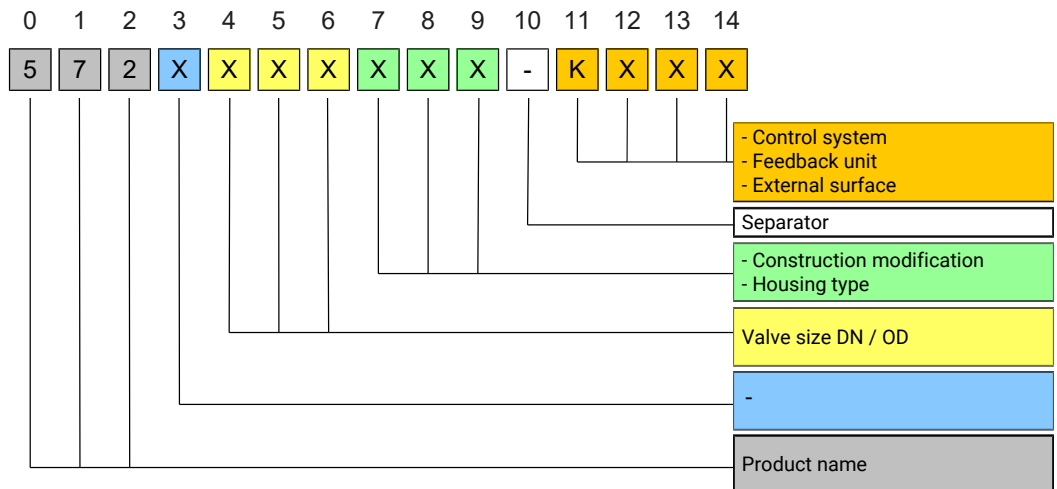 0 1 2 3 4 5 6 7 8 9 10 11 12 13 14
5 7 2 X X X X X X X - K X X X
- Control system
- Feedback unit
- External surface
Separator
- Construction modification
- Housing type
Valve size DN / OD
-
Product name